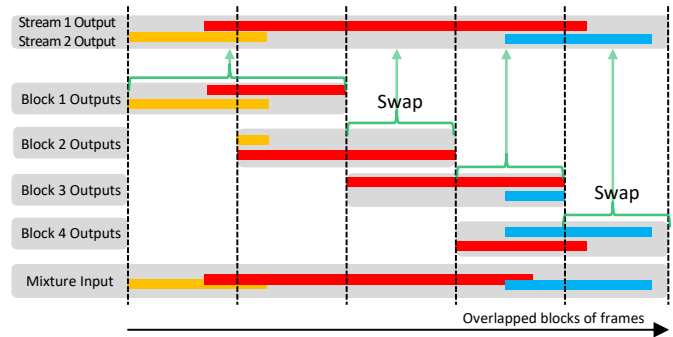 Stream 1 Output
Stream 2 Output
Block 1 Outputs
Swap
Block 2 Outputs
Block 3 Outputs
Swap
Block 4 Outputs
Mixture Input
Overlapped blocks of frames